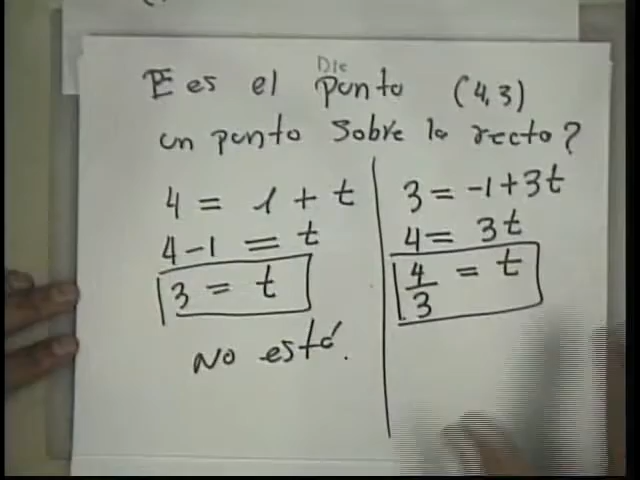 Es el punto (4,3)
un punto sobre la recta?
4 = 1 + t
4-1 = t
3 = t
No está.
3 = -1+3t
4= 3t
4/3 = t